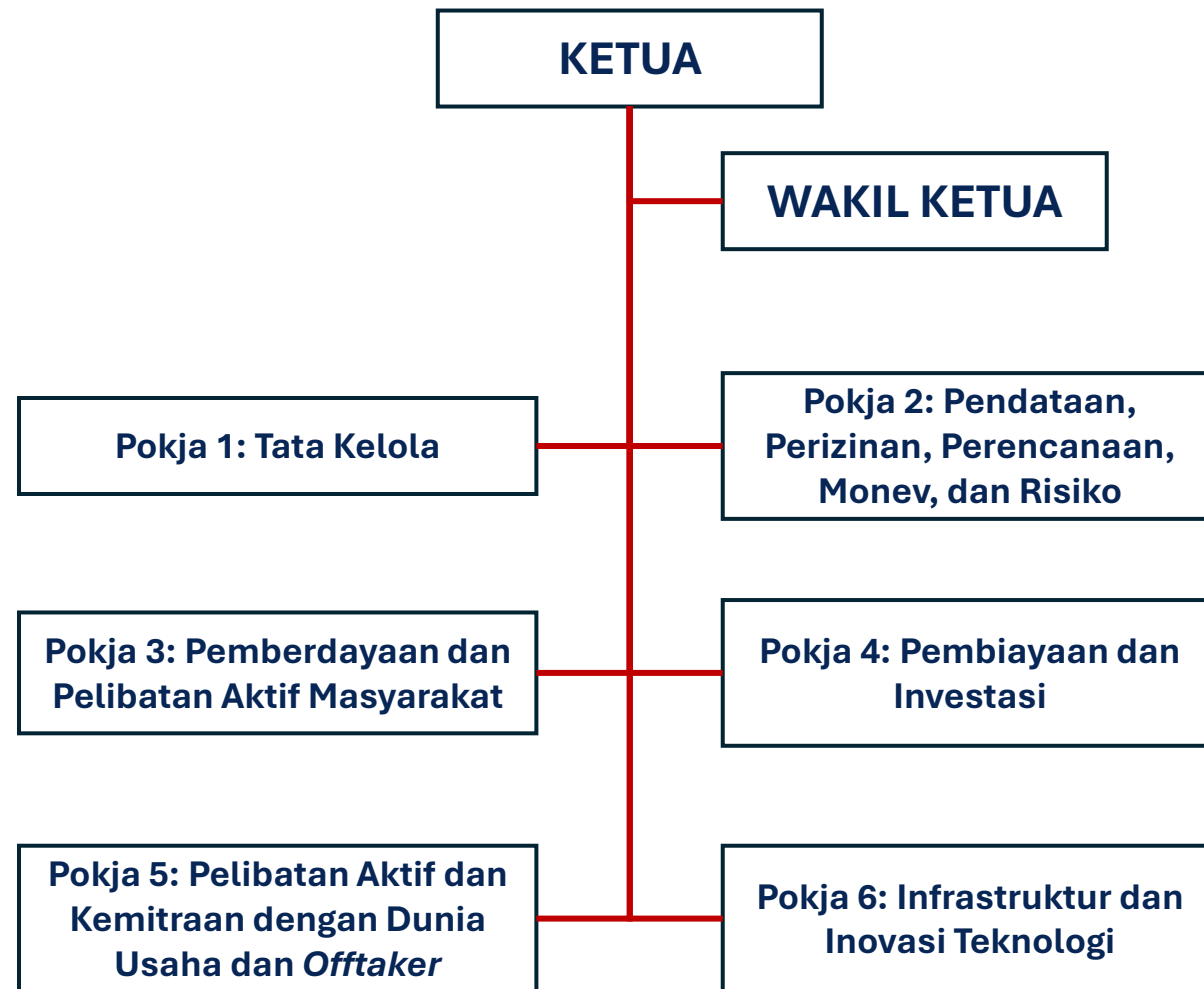 KETUA
WAKIL KETUA
Pokja 1: Tata Kelola
Pokja 2: Pendataan,
Perizinan, Perencanaan,
Monev, dan Risiko
Pokja 3: Pemberdayaan dan
Pelibatan Aktif Masyarakat
Pokja 4: Pembiayaan dan
Investasi
Pokja 5: Pelibatan Aktif dan
Kemitraan dengan Dunia
Usaha dan Offtaker
Pokja 6: Infrastruktur dan
Inovasi Teknologi